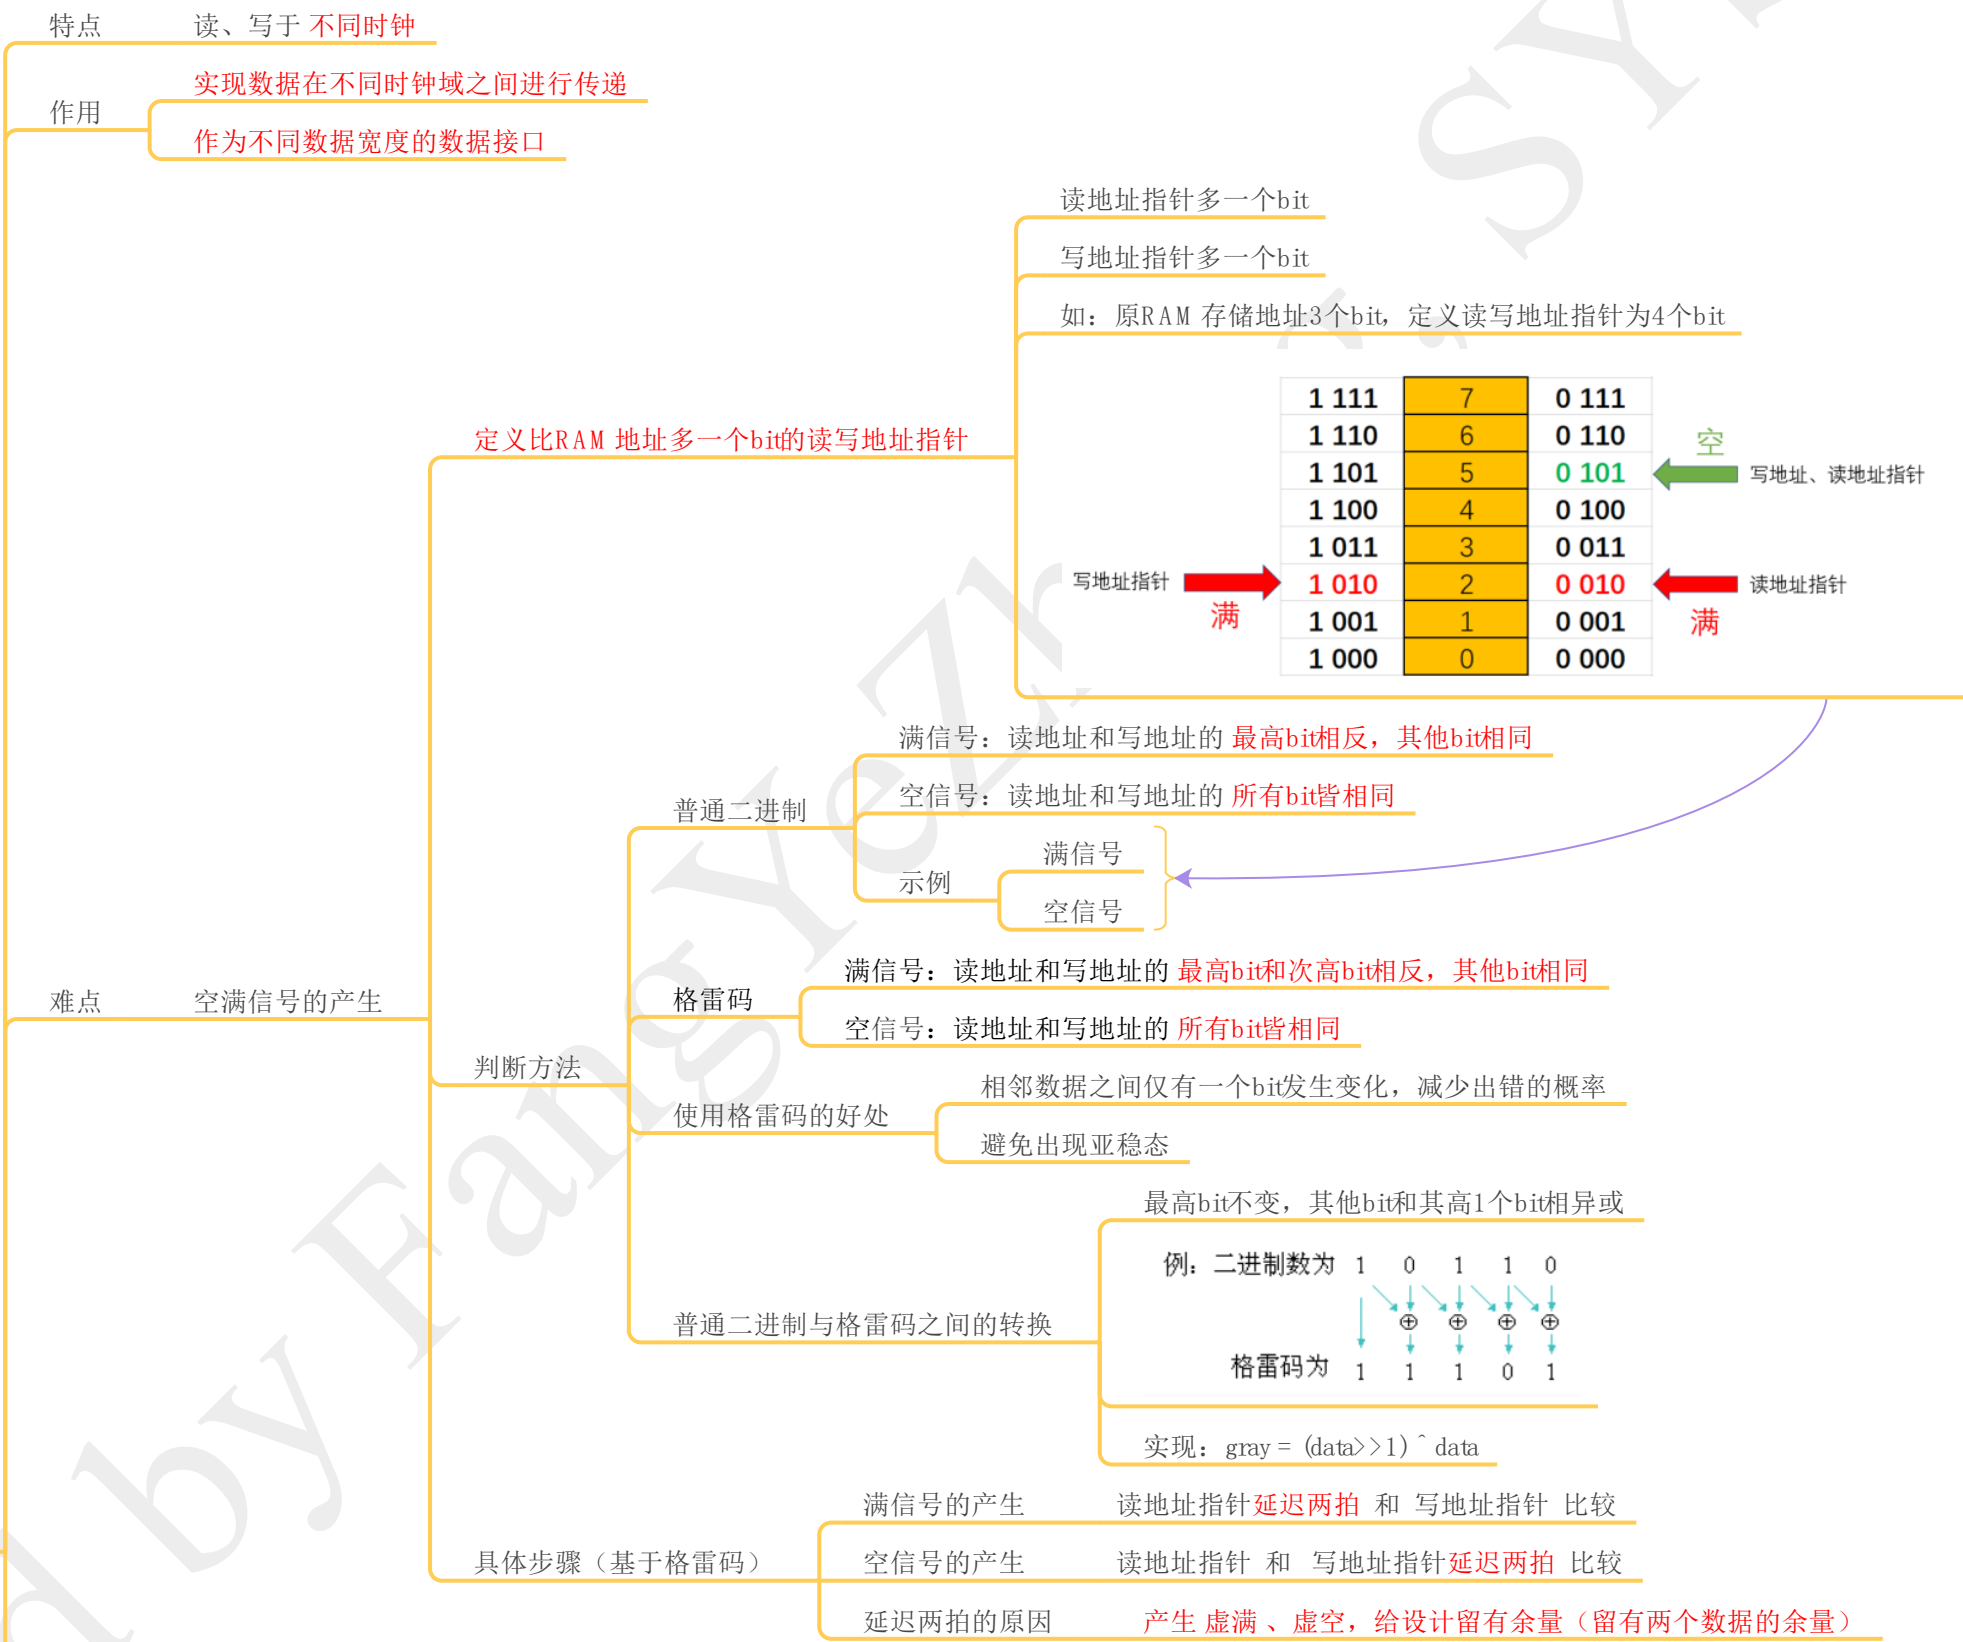 特点 读、写于 不同时钟
作用
实现数据在不同时钟域之间进行传递
作为不同数据宽度的数据接口
难点 空满信号的产生
定义比RAM 地址多一个bit的读写地址指针
读地址指针多一个bit
写地址指针多一个bit
如：原RAM 存储地址3个bit，定义读写地址指针为4个bit
1 111 7 0 111
1 110 6 0 110
空
1 101 5 0 101 写地址、读地址指针
1 100 4 0 100
1 011 3 0 011
写地址指针 1 010 2 0 010 读地址指针
满 1 001 1 0 001 满
1 000 0 0 000
判断方法
普通二进制
满信号：读地址和写地址的 最高bit相反，其他bit相同
空信号：读地址和写地址的 所有bit皆相同
示例
满信号
空信号
格雷码
满信号：读地址和写地址的 最高bit和次高bit相反，其他bit相同
空信号：读地址和写地址的 所有bit皆相同
使用格雷码的好处
相邻数据之间仅有一个bit发生变化，减少出错的概率
避免出现亚稳态
普通二进制与格雷码之间的转换
最高bit不变，其他bit和其高1个bit相异或
例：二进制数为 1 0 1 1 0
⊕ ⊕ ⊕ ⊕
格雷码为 1 1 1 0 1
实现：gray = (data>>1) ^ data
具体步骤（基于格雷码）
满信号的产生 读地址指针延迟两拍 和 写地址指针 比较
空信号的产生 读地址指针 和 写地址指针延迟两拍 比较
延迟两拍的原因 产生 虚满 、虚空，给设计留有余量（留有两个数据的余量）